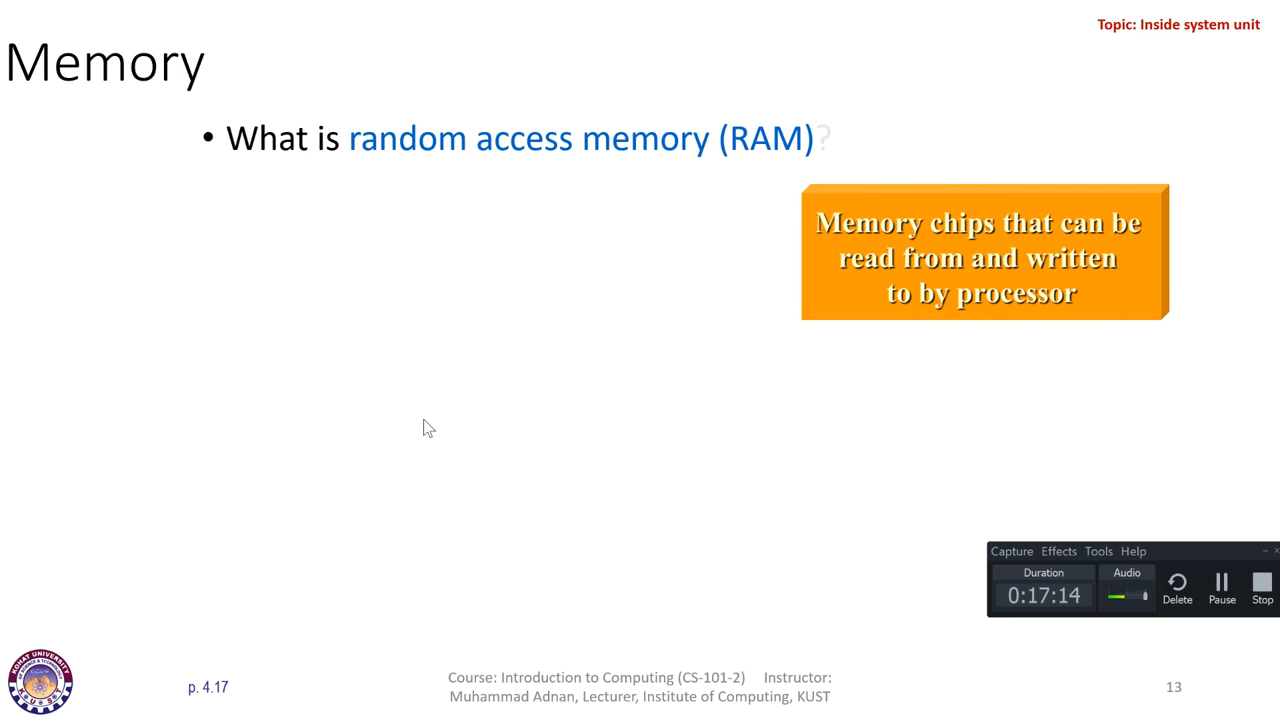 Topic: Inside system unit
Memory
• What is random access memory (RAM)?
Memory chips that can be
read from and written
to by processor
Capture Effects Tools Help
Duration
Audio
0:17:14
Delete Pause Stop
KOHAT UNIVERSITY
p. 4.17
Course: Introduction to Computing (CS-101-2) Instructor:
Muhammad Adnan, Lecturer, Institute of Computing, KUST
13